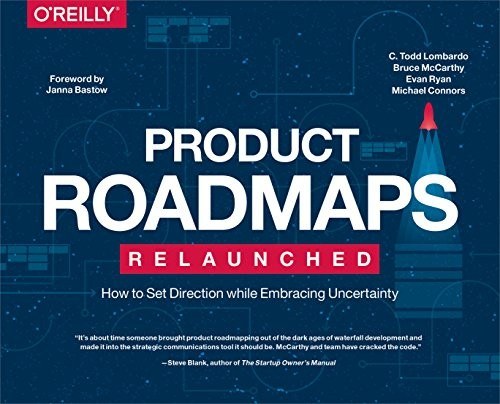 O'REILLY®
Foreword by
Janna Bastow
C. Todd Lombardo
Bruce McCarthy
Evan Ryan
Michael Connors
PRODUCT
ROADMAPS
RELAUNCHED
How to Set Direction while Embracing Uncertainty
"It's about time someone brought product roadmapping out of the dark ages of waterfall development and
made it into the strategic communications tool it should be. McCarthy and team have cracked the code."
—Steve Blank, author of The Startup Owner's Manual